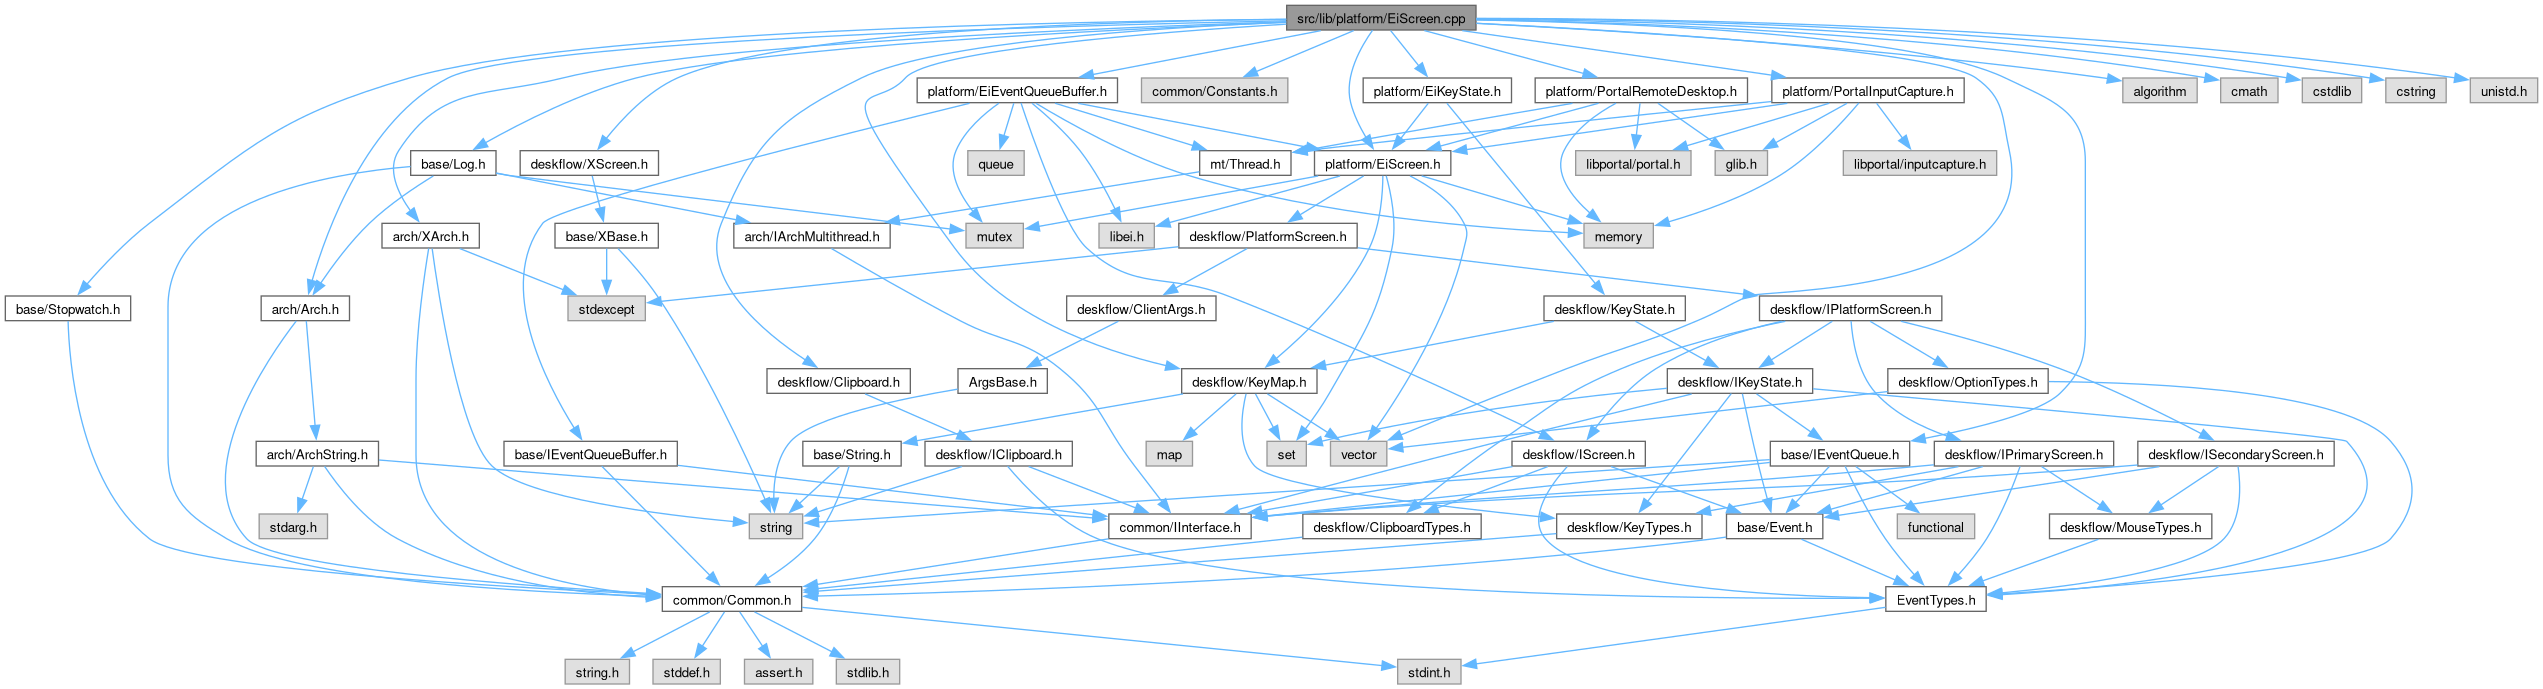 src/lib/platform/EiScreen.cpp
platform/EiEventQueueBuffer.h
common/Constants.h
platform/EiKeyState.h
platform/PortalRemoteDesktop.h
platform/PortalInputCapture.h
algorithm
cmath
cstdlib
cstring
unistd.h
base/Log.h
deskflow/XScreen.h
queue
mt/Thread.h
platform/EiScreen.h
libportal/portal.h
glib.h
libportal/inputcapture.h
arch/XArch.h
base/XBase.h
arch/IArchMultithread.h
mutex
libei.h
deskflow/PlatformScreen.h
memory
base/Stopwatch.h
arch/Arch.h
stdexcept
deskflow/ClientArgs.h
deskflow/KeyState.h
deskflow/IPlatformScreen.h
deskflow/Clipboard.h
ArgsBase.h
deskflow/KeyMap.h
deskflow/IKeyState.h
deskflow/OptionTypes.h
arch/ArchString.h
base/IEventQueueBuffer.h
base/String.h
deskflow/IClipboard.h
map
set
vector
deskflow/IScreen.h
base/IEventQueue.h
deskflow/IPrimaryScreen.h
deskflow/ISecondaryScreen.h
stdarg.h
string
common/IInterface.h
deskflow/ClipboardTypes.h
deskflow/KeyTypes.h
base/Event.h
functional
deskflow/MouseTypes.h
common/Common.h
EventTypes.h
string.h
stddef.h
assert.h
stdlib.h
stdint.h